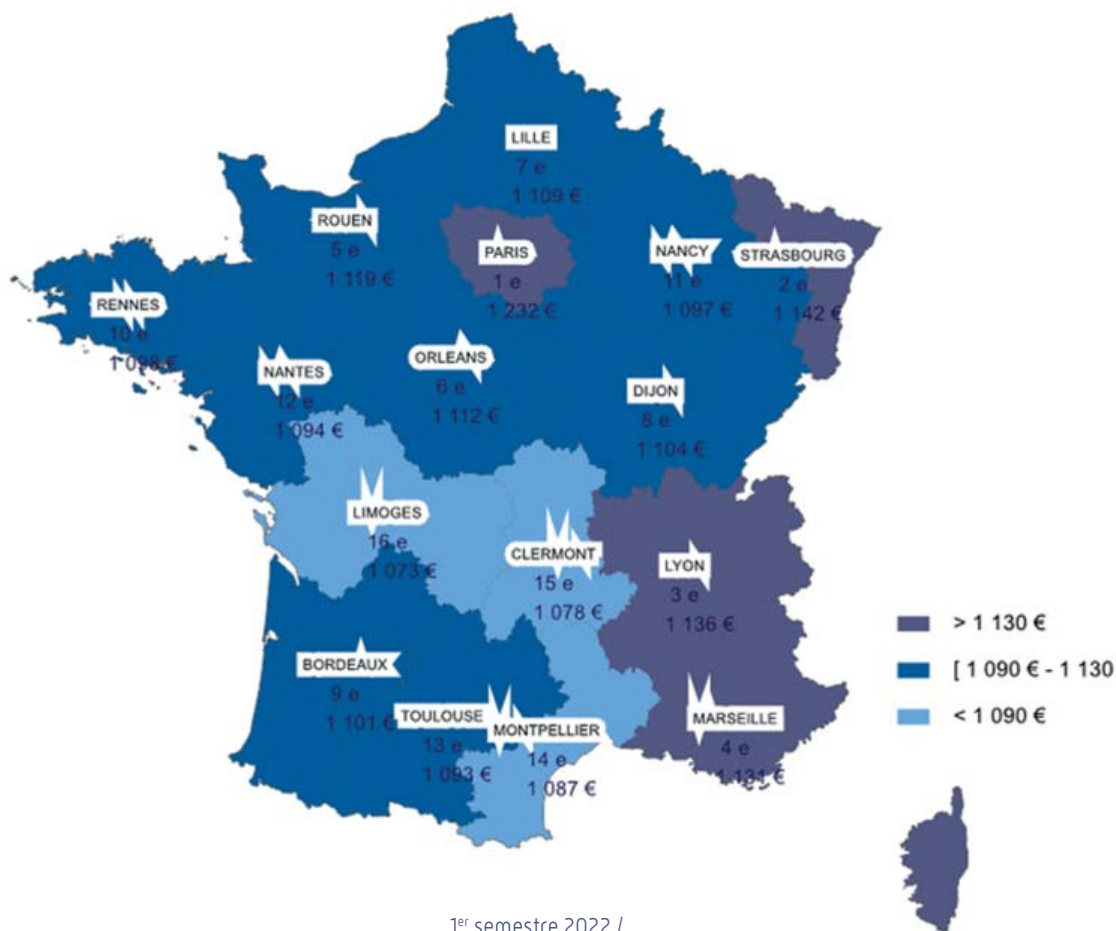 LILLE
7 e
1 109 €
ROUEN
5 e
1 119 €
PARIS
1 e
1 232 €
NANCY
11 e
1 097 €
STRASBOURG
2 e
1 142 €
RENNES
10 e
1 098 €
NANTES
12 e
1 094 €
ORLEANS
6 e
1 112 €
DIJON
8 e
1 104 €
LIMOGES
16 e
1 073 €
CLERMONT
15 e
1 078 €
LYON
3 e
1 136 €
BORDEAUX
9 e
1 101 €
TOULOUSE
13 e
1 093 €
MONTPELLIER
14 e
1 087 €
MARSEILLE
4 e
1 131 €
> 1 130 €
[ 1 090 € - 1 130
< 1 090 €
1er semestre 2022 /